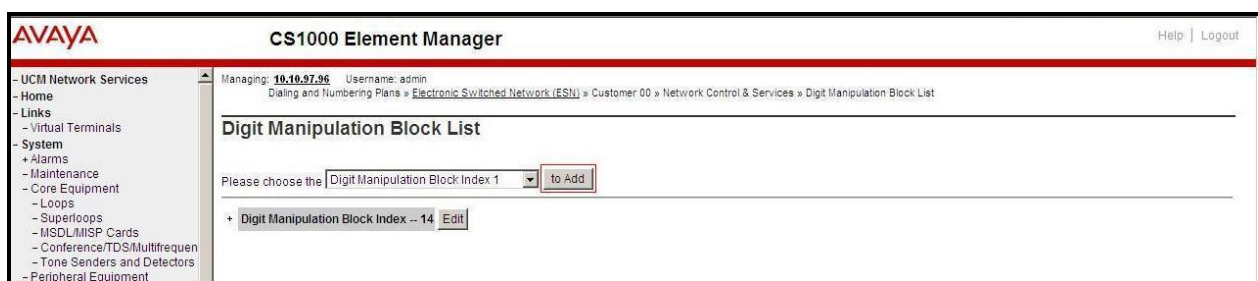 AVAYA
CS1000 Element Manager
Help | Logout
- UCM Network Services
- Home
- Links
- Virtual Terminals
- System
+ Alarms
- Maintenance
- Core Equipment
- Loops
- Superloops
- MSDL/MISP Cards
- Conference/TDS/Multifrequen
- Tone Senders and Detectors
- Peripheral Equipment
Managing: 10.10.97.96 Username: admin
Dialing and Numbering Plans » Electronic Switched Network (ESN) » Customer 00 » Network Control & Services » Digit Manipulation Block List
Digit Manipulation Block List
Please choose the Digit Manipulation Block Index 1 to Add
+ Digit Manipulation Block Index -- 14 Edit